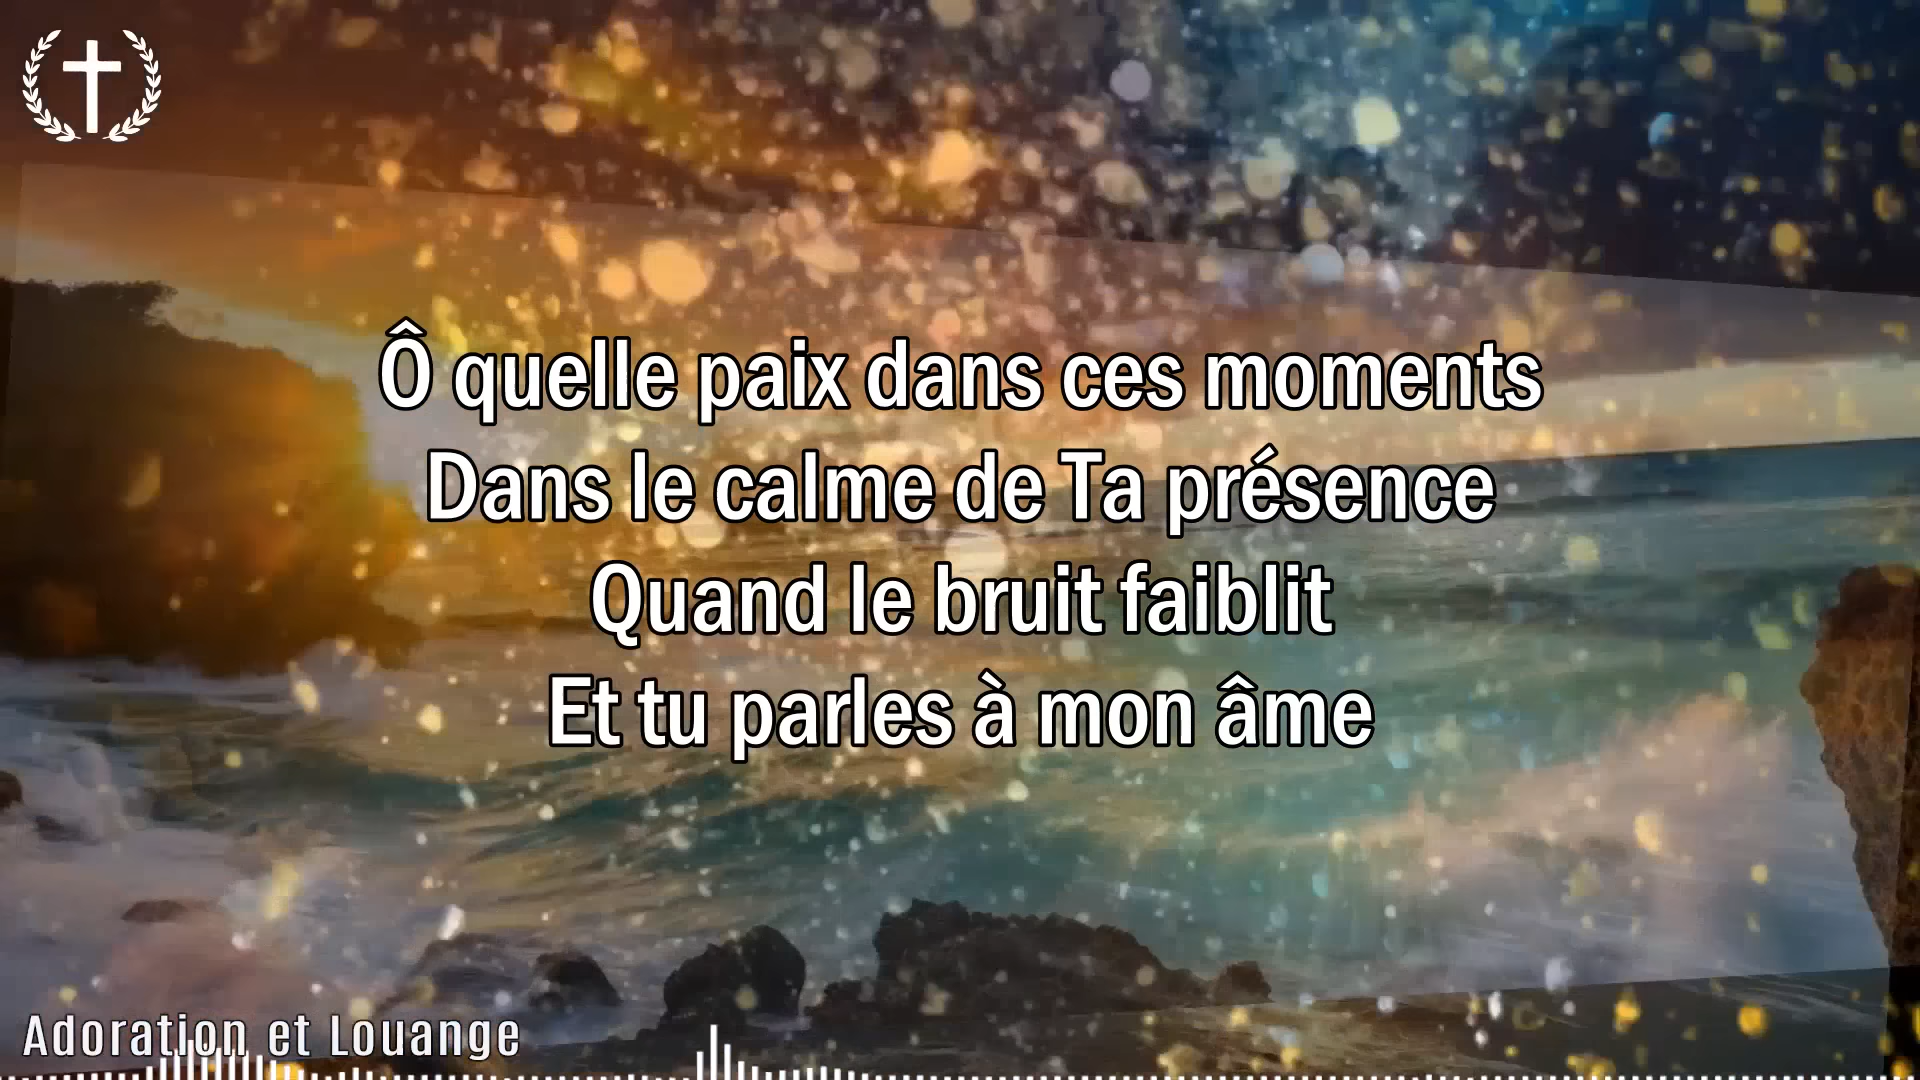 Ô quelle paix dans ces moments
Dans le calme de Ta présence
Quand le bruit faiblit
Et tu parles à mon âme
Adoration et Louange